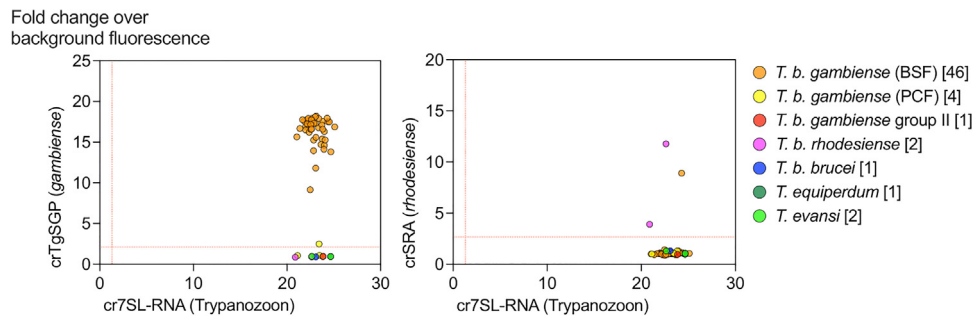 Fold change over
background fluorescence
25
20
15
10
5
0
0
10
20
30
crTgSGP (gambiense)
cr7SL-RNA (Trypanozoon)
20
15
10
5
0
0
10
20
30
crSRA (rhodesiense)
cr7SL-RNA (Trypanozoon)
T. b. gambiense (BSF) [46]
T. b. gambiense (PCF) [4]
T. b. gambiense group II [1]
T. b. rhodesiense [2]
T. b. brucei [1]
T. equiperdum [1]
T. evansi [2]